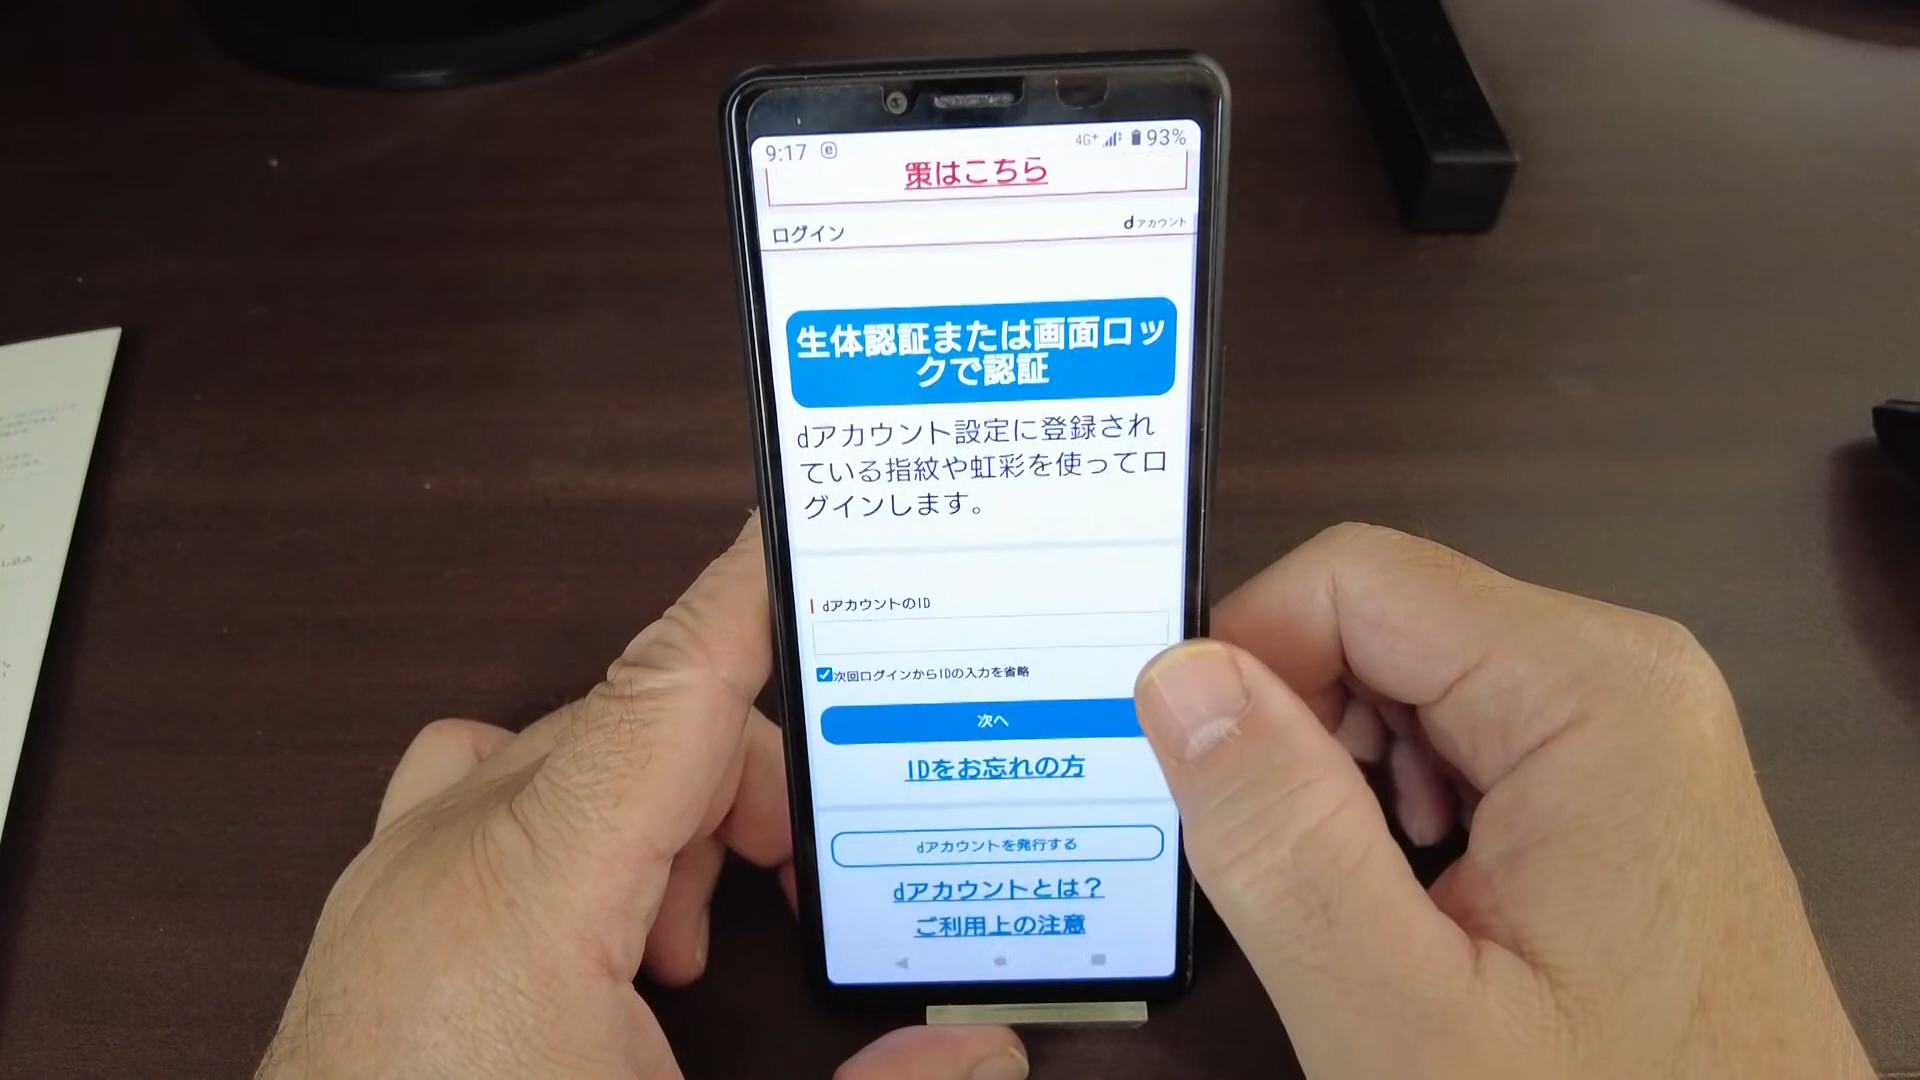 9:17 4G+ 93%
策はこちら
ログイン dアカウント
生体認証または画面ロッ
クで認証
dアカウント設定に登録され
ている指紋や虹彩を使ってロ
グインします。
dアカウントのID
次回ログインからIDの入力を省略
次へ
IDをお忘れの方
dアカウントを発行する
dアカウントとは？
ご利用上の注意